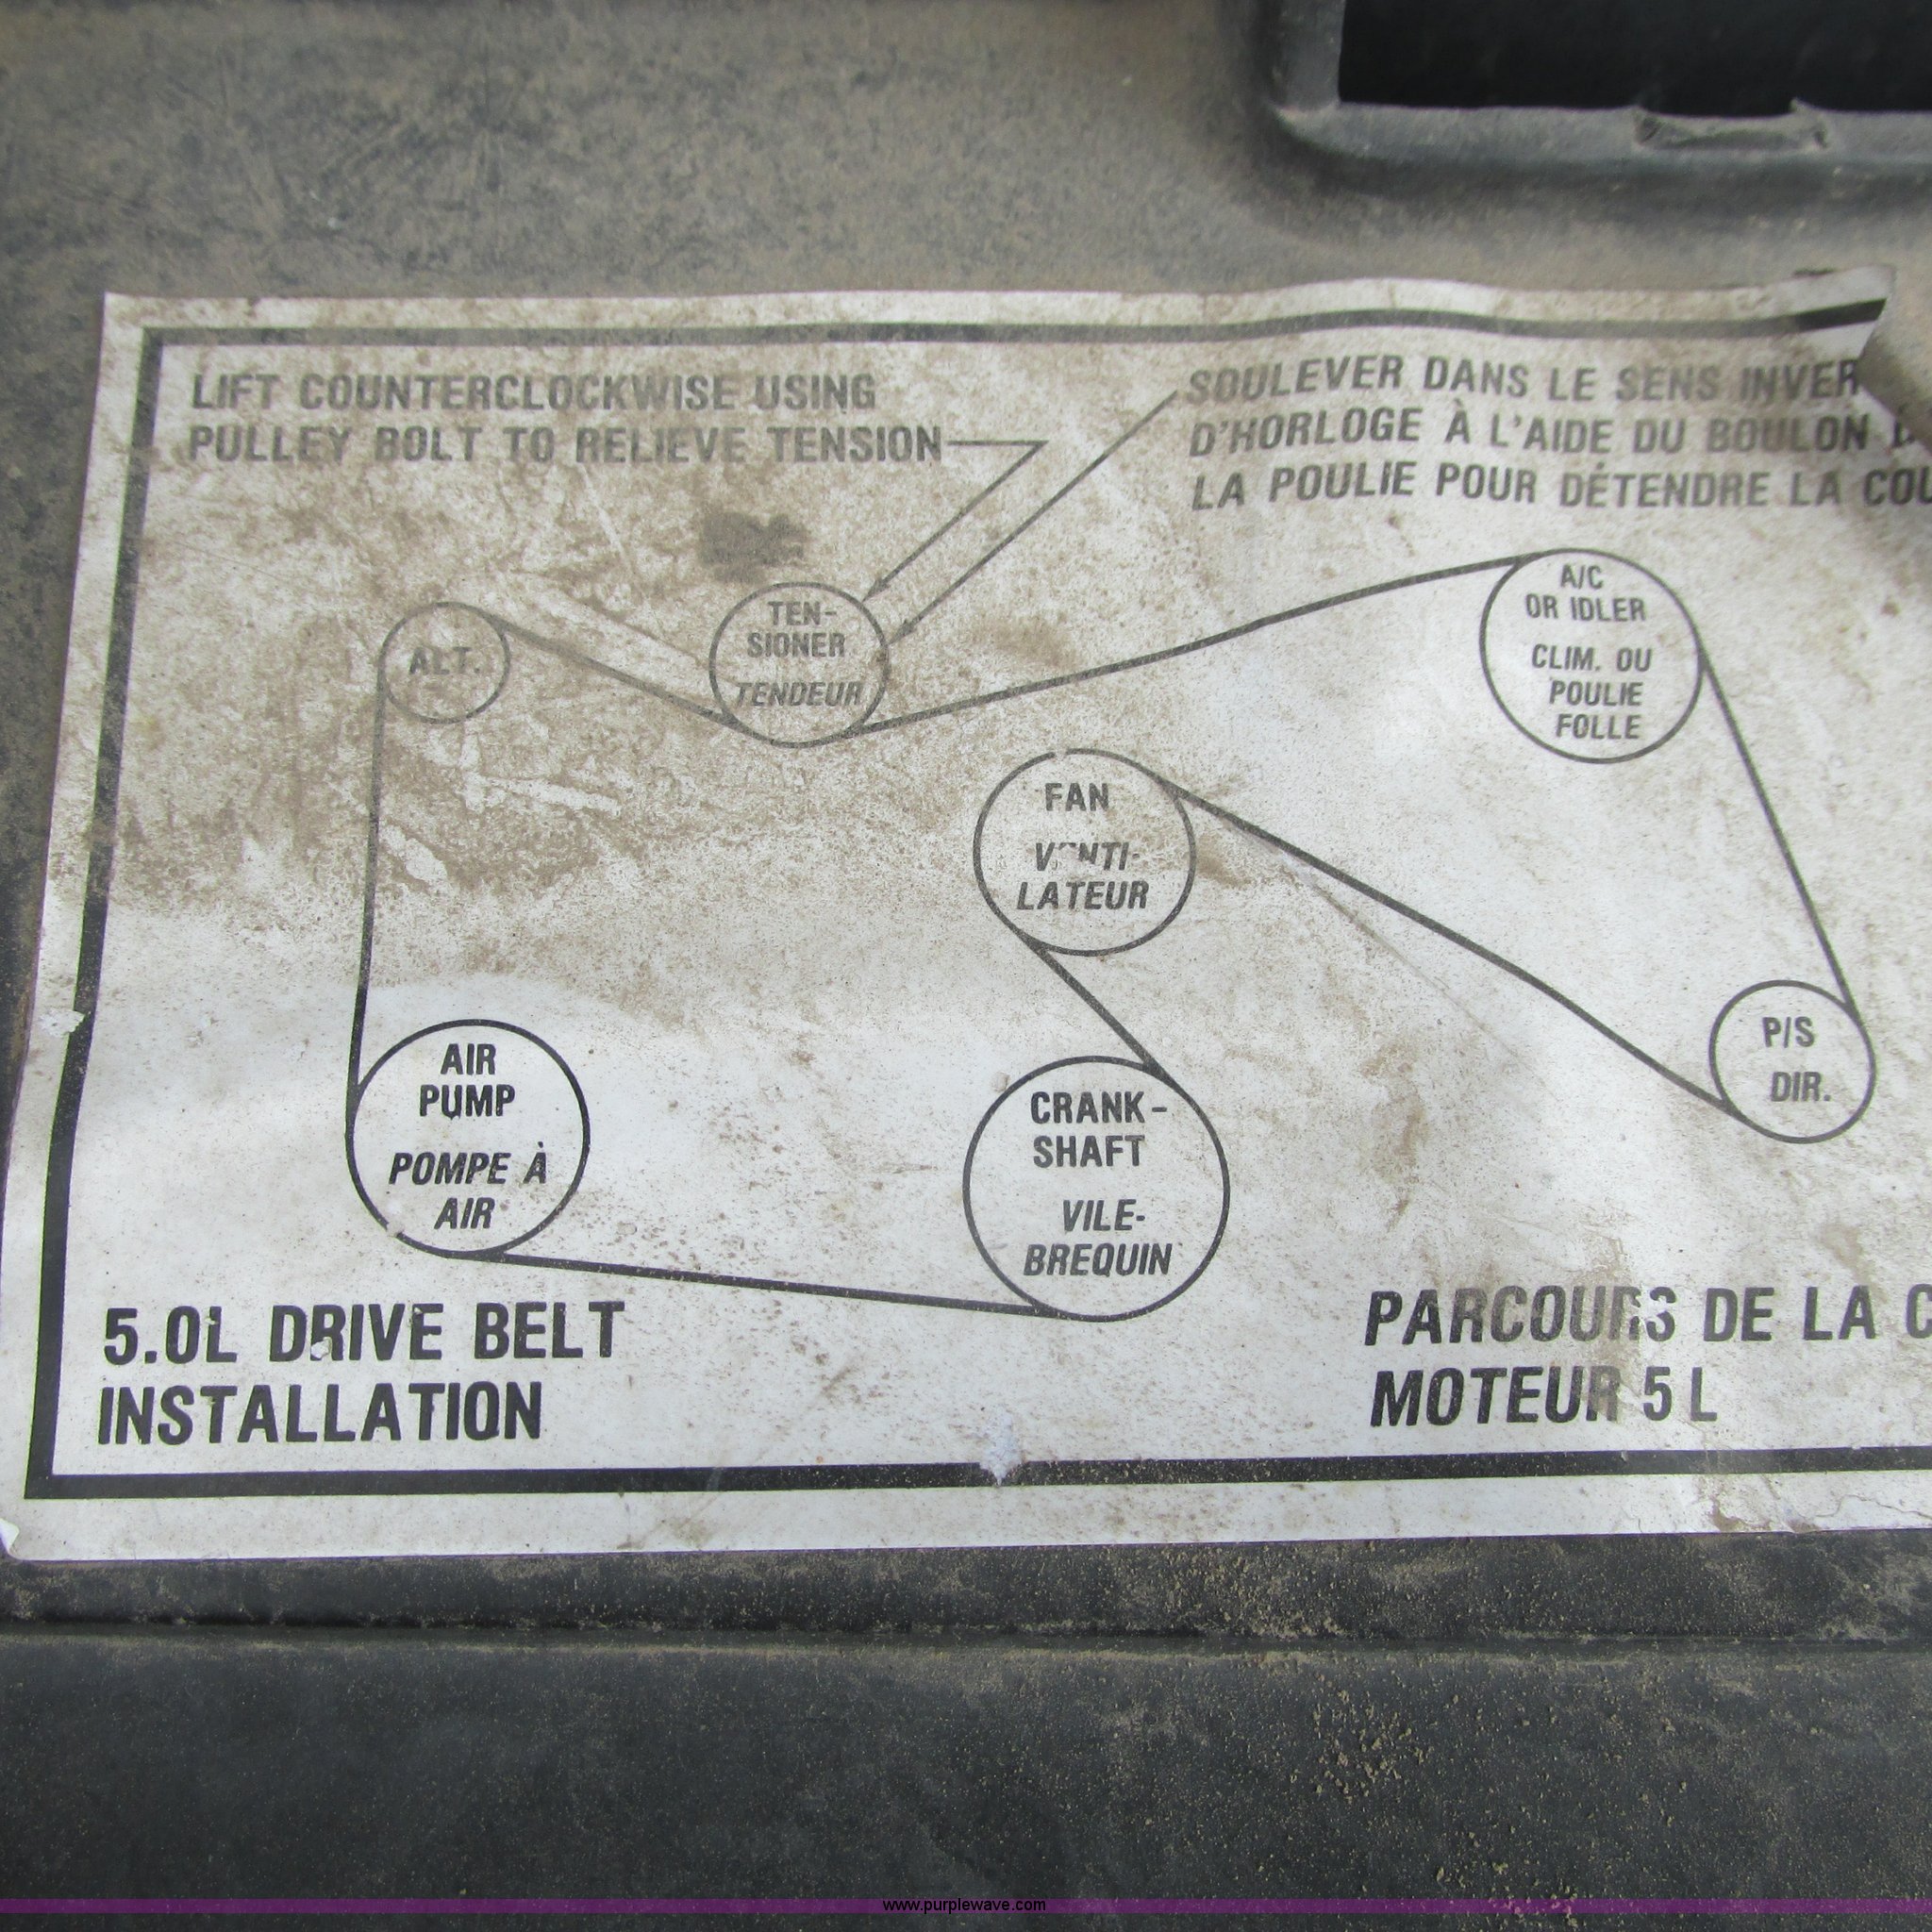 LIFT COUNTERCLOCKWISE USING
PULLEY BOLT TO RELIEVE TENSION
SOULEVER DANS LE SENS
D'HORLOGE À L'AIDE DU BOULON
LA POULIE POUR DÉTENDRE LA
ALT.
TEN-
SIONER
TENDEUR
A/C
OR IDLER
CLIM. OU
POULIE
FOLLE
FAN
VENTI-
LATEUR
P/S
DIR.
AIR
PUMP
POMPE À
AIR
CRANK-
SHAFT
VILE-
BREQUIN
5.0L DRIVE BELT
INSTALLATION
PARCOURS DE LA
MOTEUR 5 L
www.purplewave.com